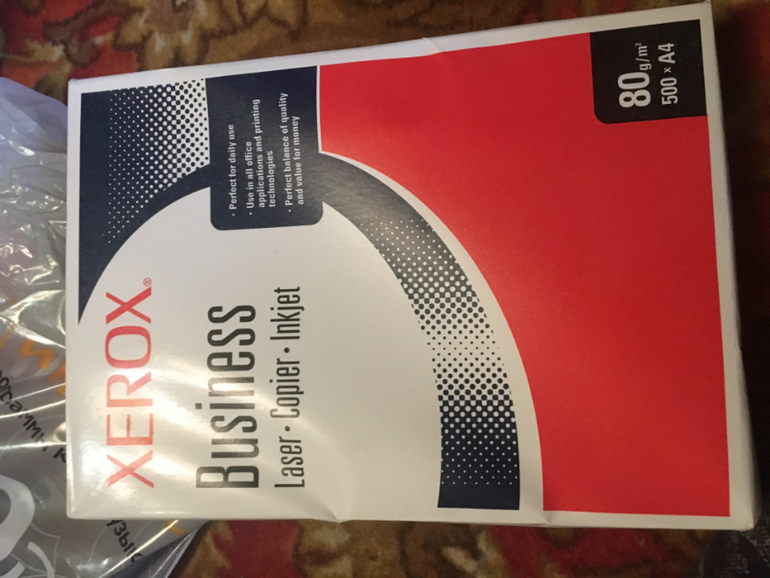 XEROX®
Business
Laser · Copier · Inkjet
· Perfect for daily use
· Use in all office
applications and printing
technologies
· Perfect balance of quality
and value for money
80 g/m²
500 × A4